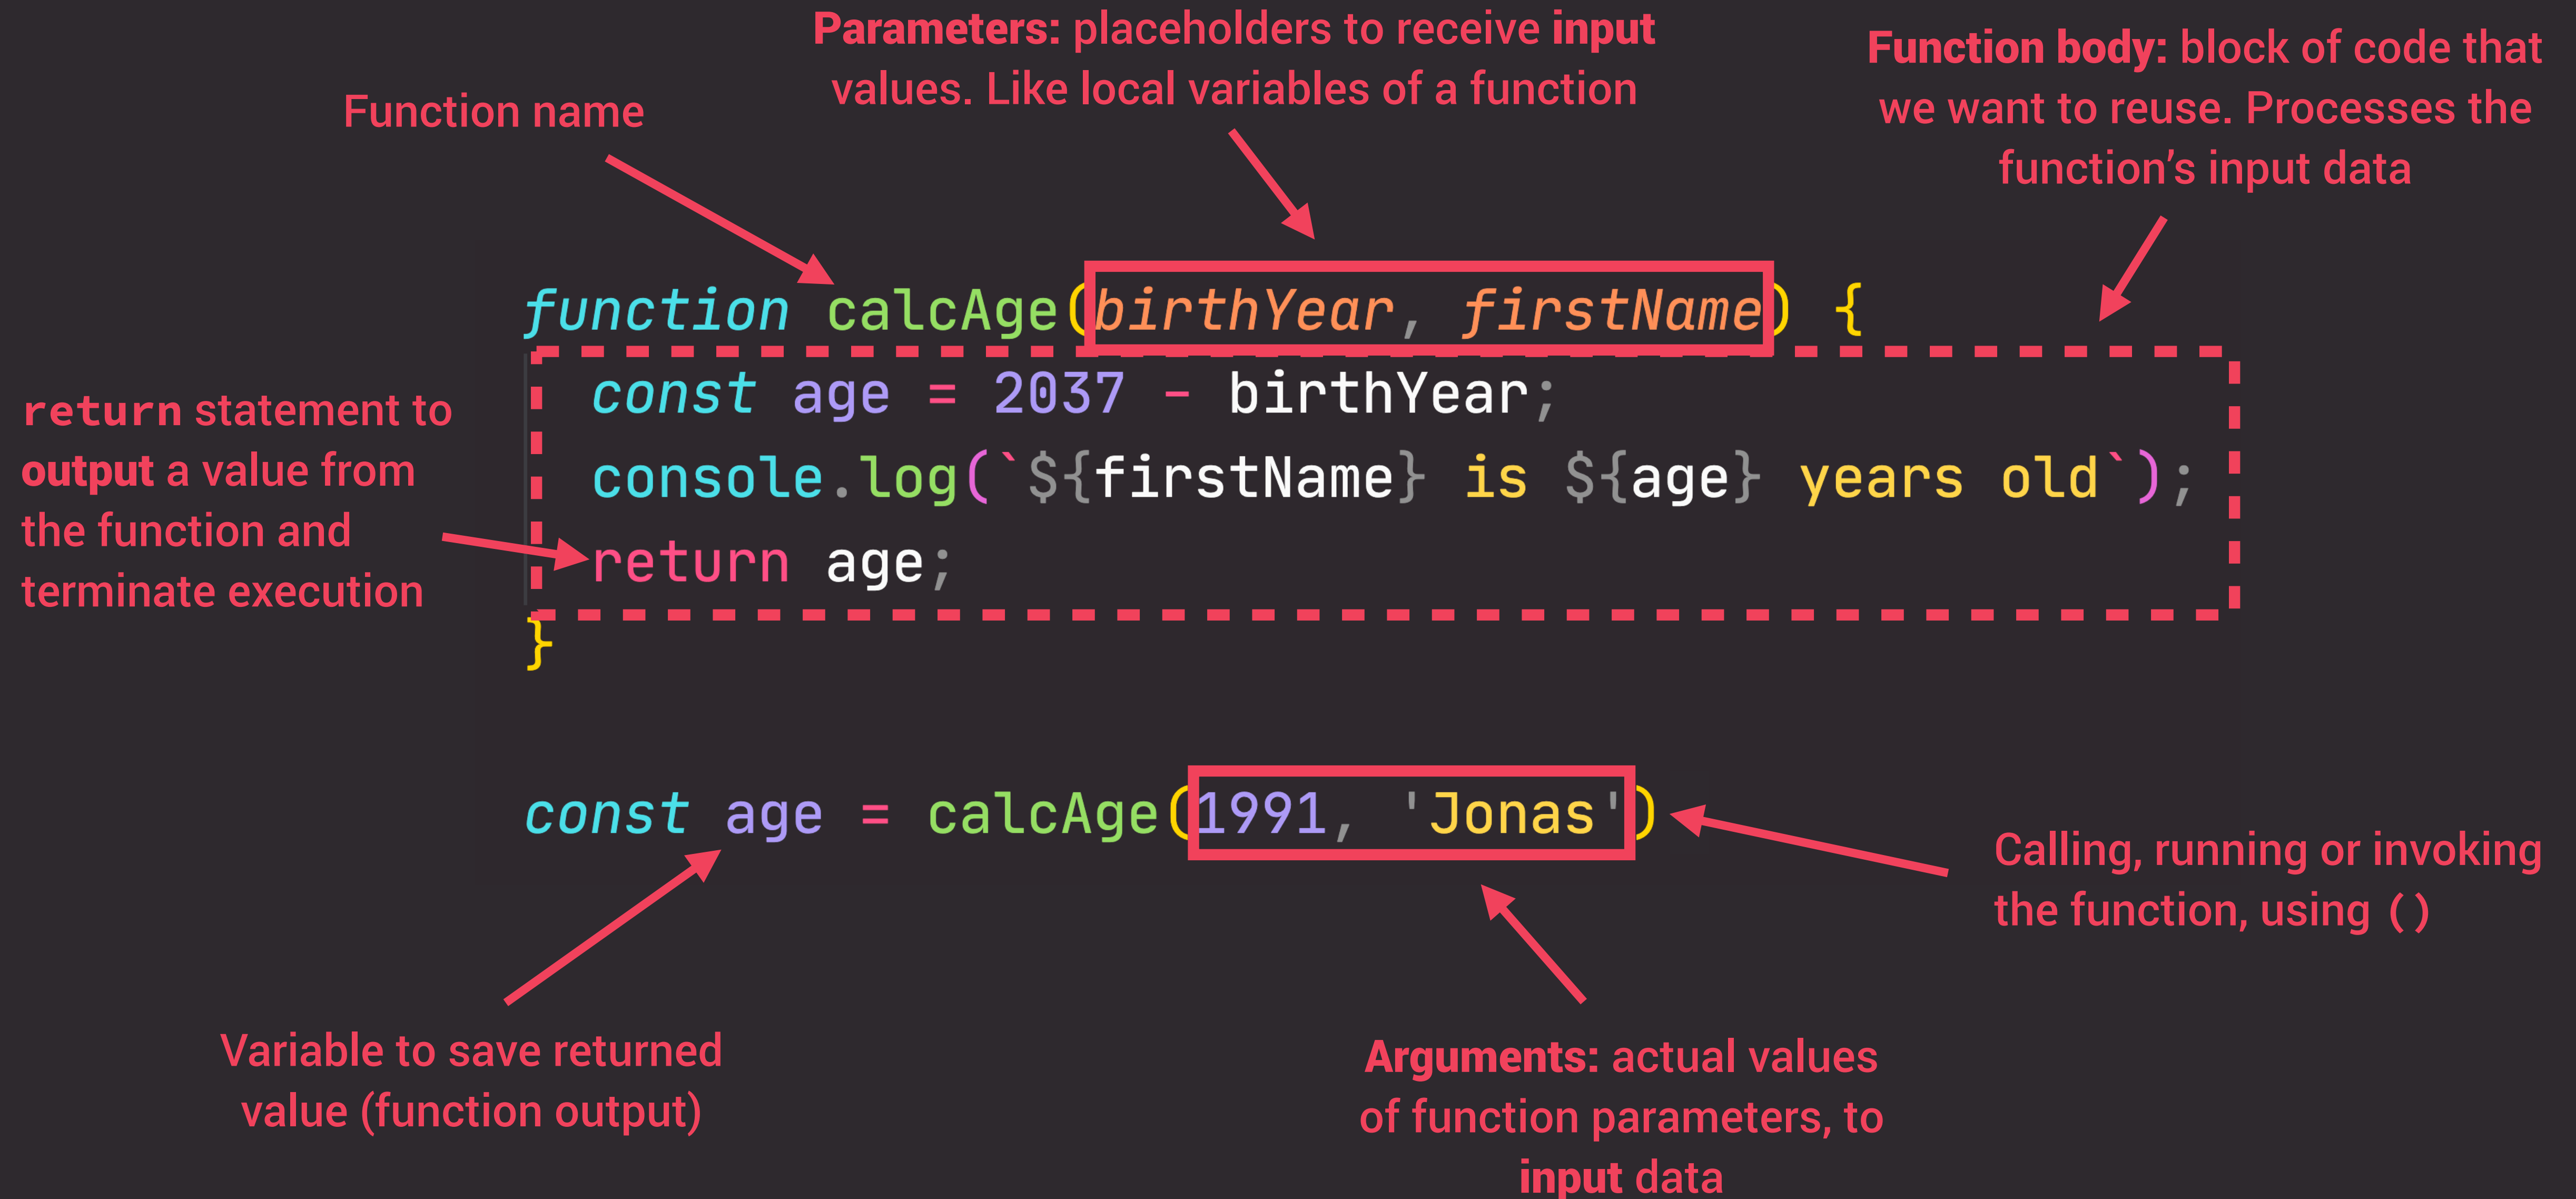 Parameters: placeholders to receive input
values. Like local variables of a function
Function body: block of code that
we want to reuse. Processes the
function’s input data
Function name
function calcAge(birthYear, firstName) {
const age = 2037 - birthYear;
console.log(`${firstName} is ${age} years old`);
return age;
}
return statement to
output a value from
the function and
terminate execution
const age = calcAge(1991, 'Jonas')
Calling, running or invoking
the function, using ()
Variable to save returned
value (function output)
Arguments: actual values
of function parameters, to
input data